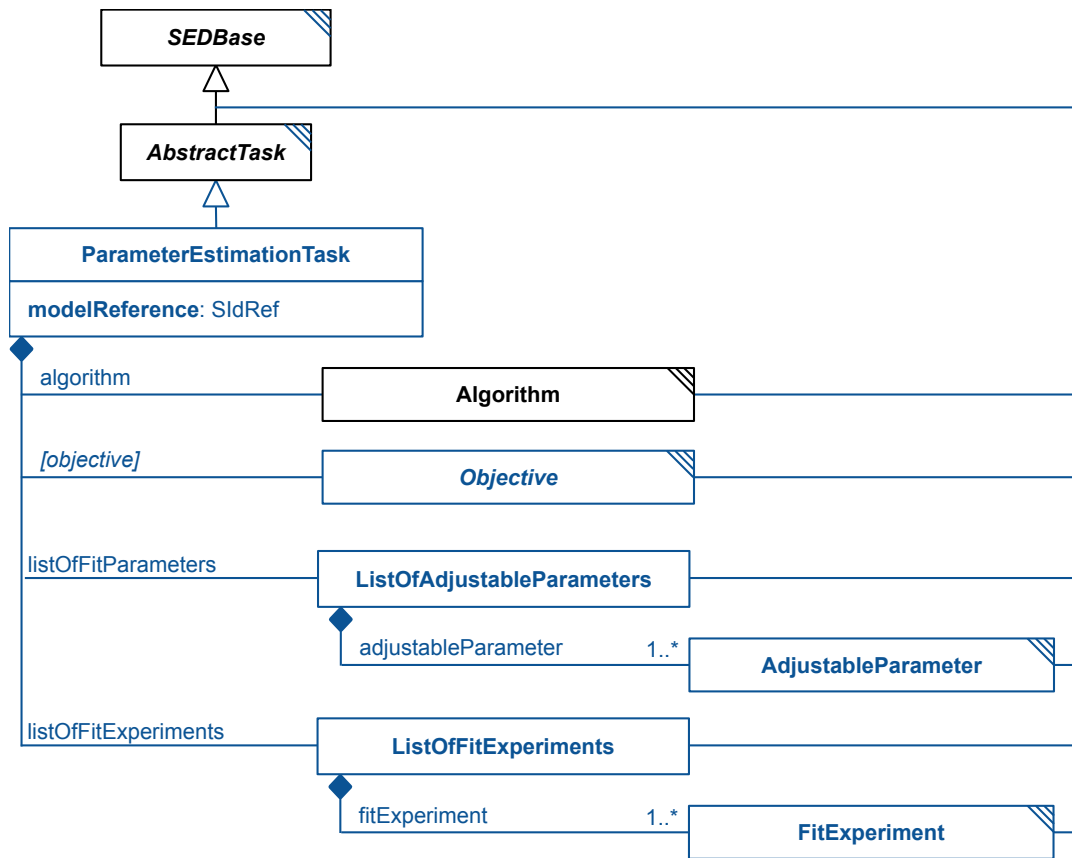 SEDBase
AbstractTask
ParameterEstimationTask
modelReference: SIdRef
algorithm
Algorithm
[objective]
Objective
listOfFitParameters
ListOfAdjustableParameters
adjustableParameter 1..*
AdjustableParameter
listOfFitExperiments
ListOfFitExperiments
fitExperiment 1..*
FitExperiment